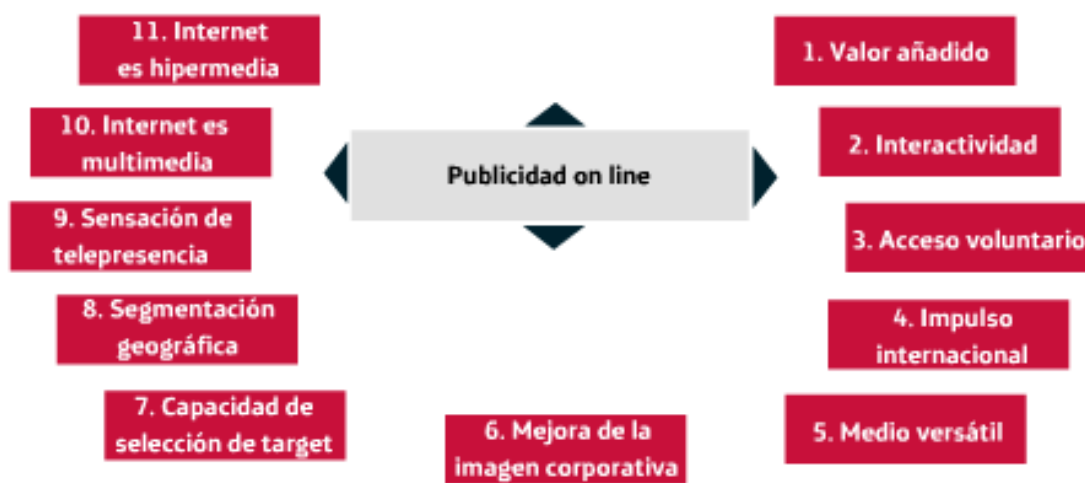 11. Internet
es hipermedia
1. Valor añadido
10. Internet es
multimedia
Publicidad on line
2. Interactividad
9. Sensación de
telepresencia
3. Acceso voluntario
8. Segmentación
geográfica
4. Impulso
internacional
7. Capacidad de
selección de target
6. Mejora de la
imagen corporativa
5. Medio versátil